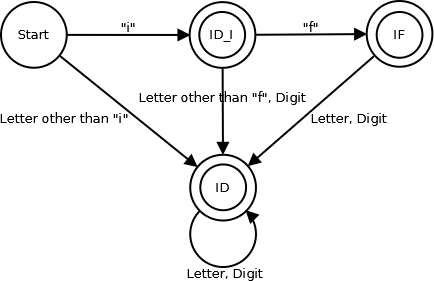 "i"
"f"
Start
ID_I
IF
Letter other than "f", Digit
Letter other than "i"
Letter, Digit
ID
Letter, Digit